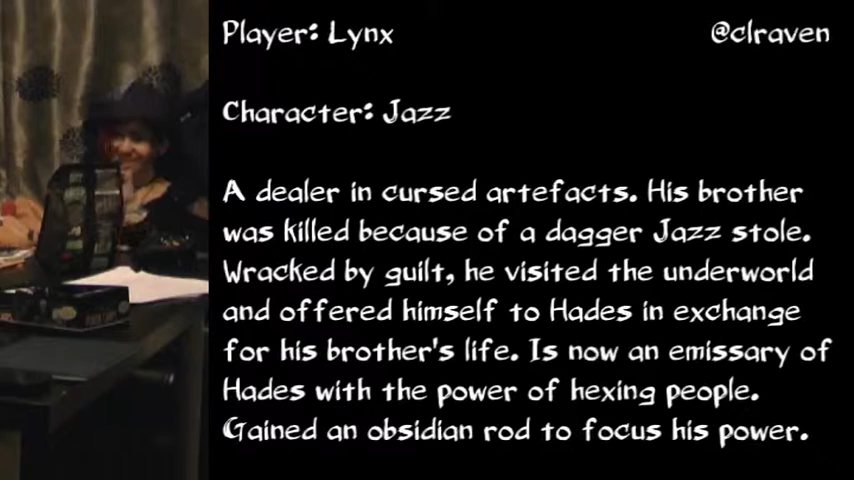 Player: Lynx @clraven
Character: Jazz
A dealer in cursed artefacts. His brother
was killed because of a dagger Jazz stole.
Wracked by guilt, he visited the underworld
and offered himself to Hades in exchange
for his brother's life. Is now an emissary of
Hades with the power of hexing people.
Gained an obsidian rod to focus his power.